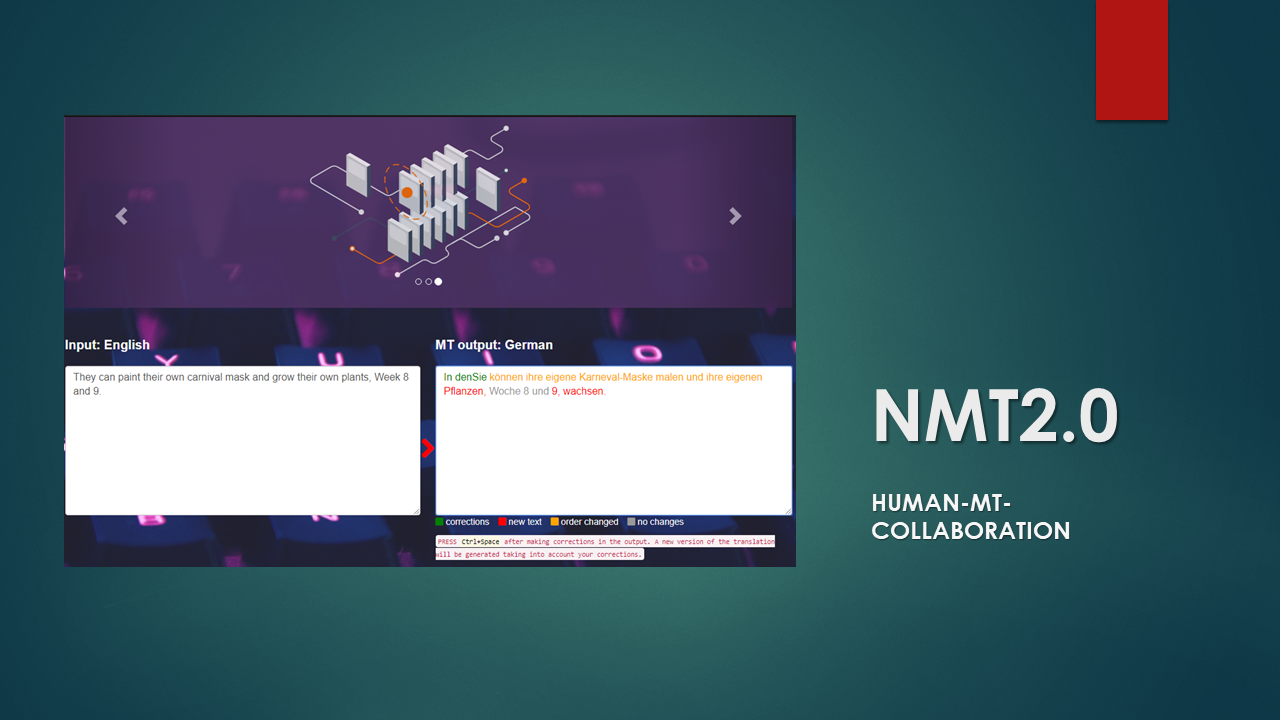 Input: English
They can paint their own carnival mask and grow their own plants, Week 8
and 9.
MT output: German
In denSie können ihre eigene Karneval-Maske malen und ihre eigenen
Pflanzen, Woche 8 und 9, wachsen.
corrections new text order changed no changes
PRESS Ctrl+Space after making corrections in the output. A new version of the translation
will be generated taking into account your corrections.
NMT2.0
HUMAN-MT-
COLLABORATION